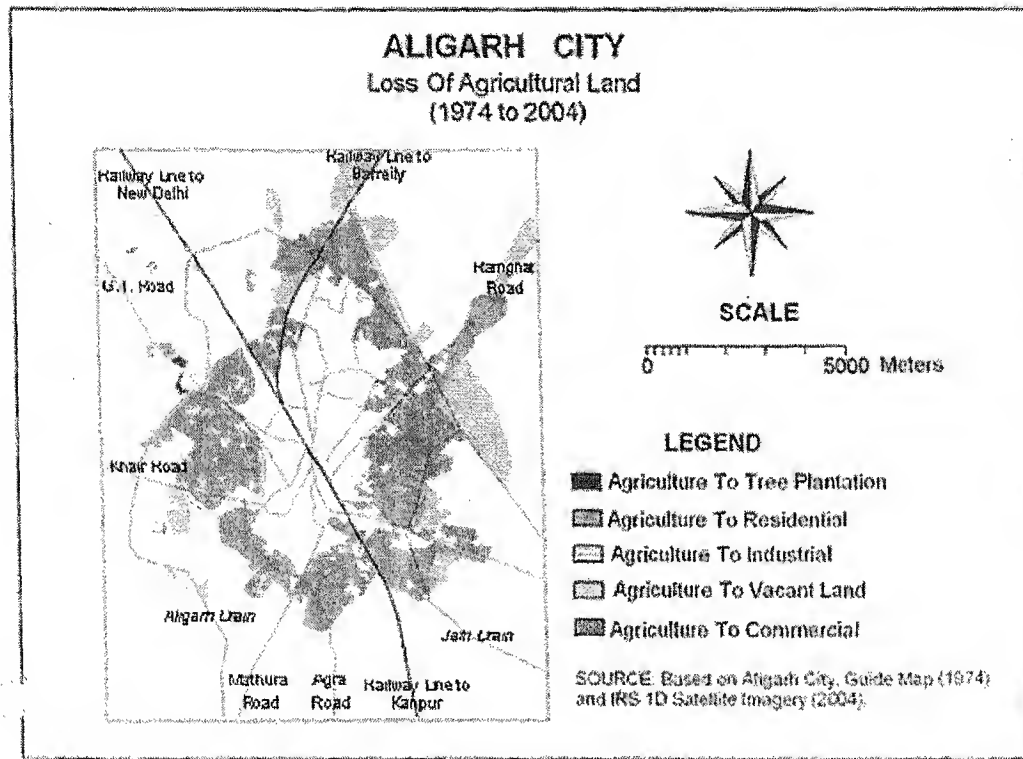 ALIGARH CITY
Loss Of Agricultural Land
(1974 to 2004)
Railway Line to
New Delhi
Railway Line to
Bareilly
G.T. Road
Ramghat
Road
Khair Road
Aligarh Drain
Jafri Drain
Mathura
Road
Agra
Road
Railway Line to
Kanpur
SCALE
0 5000 Meters
LEGEND
Agriculture To Tree Plantation
Agriculture To Residential
Agriculture To Industrial
Agriculture To Vacant Land
Agriculture To Commercial
SOURCE: Based on Aligarh City, Guide Map (1974)
and IRS 1D Satellite Imagery (2004).